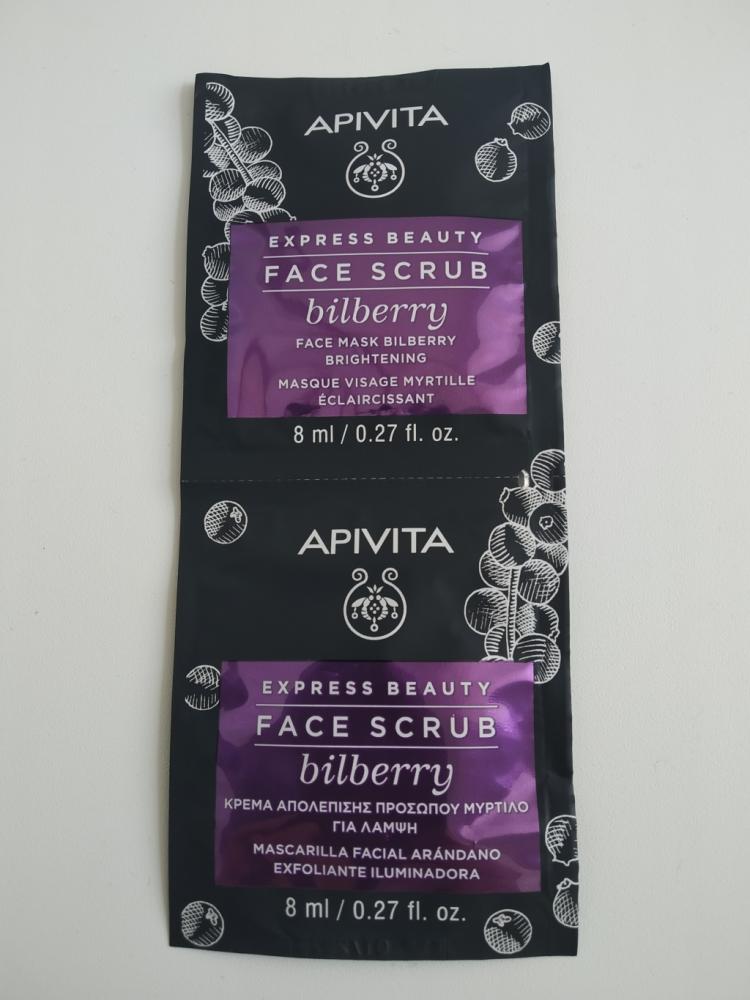 APIVITA
EXPRESS BEAUTY
FACE SCRUB
bilberry
FACE MASK BILBERRY
BRIGHTENING
MASQUE VISAGE MYRTILLE
ÉCLAIRCISSANT
8 ml / 0.27 fl. oz.
APIVITA
EXPRESS BEAUTY
FACE SCRUB
bilberry
ΚΡΕΜΑ ΑΠΟΛΕΠΙΣΗΣ ΠΡΟΣΩΠΟΥ ΜΥΡΤΙΛΟ
ΓΙΑ ΛΑΜΨΗ
MASCARILLA FACIAL ARÁNDANO
EXFOLIANTE ILUMINADORA
8 ml / 0.27 fl. oz.